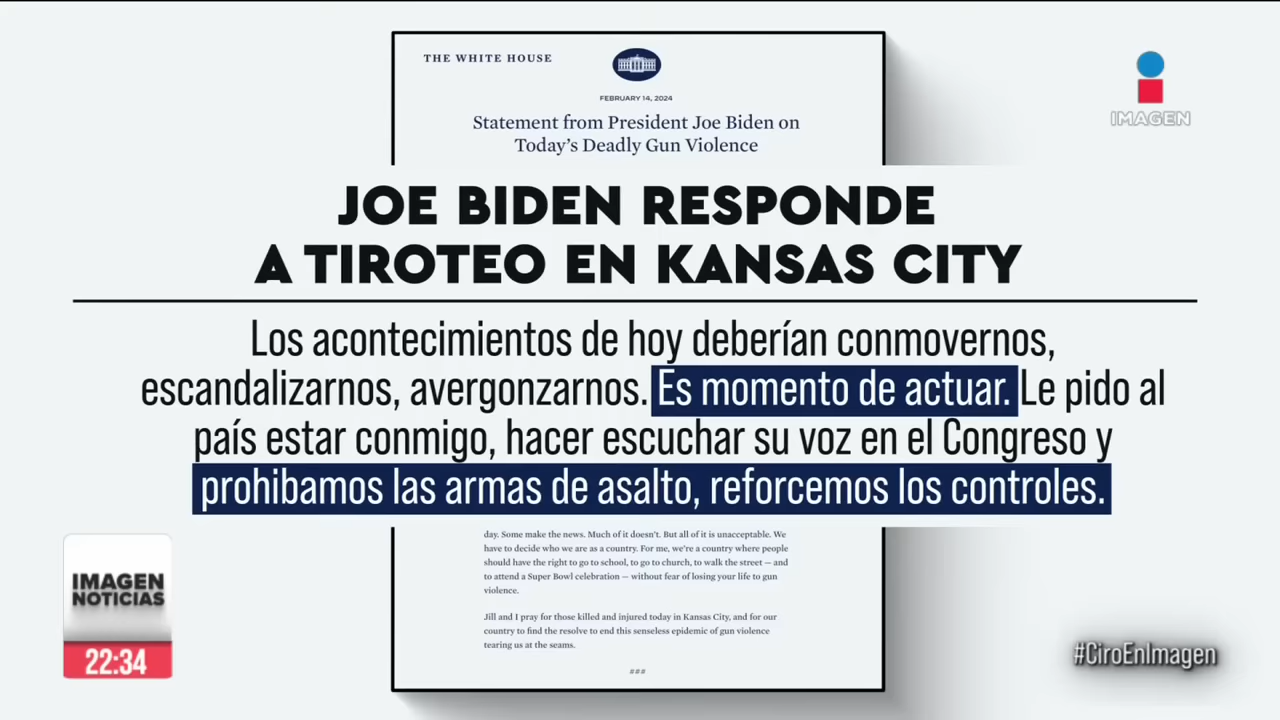 THE WHITE HOUSE
FEBRUARY 14, 2024
Statement from President Joe Biden on
Today's Deadly Gun Violence
IMAGEN
JOE BIDEN RESPONDE
A TIROTEO EN KANSAS CITY
Los acontecimientos de hoy deberían conmovernos,
escandalizarnos, avergonzarnos. Es momento de actuar. Le pido al
país estar conmigo, hacer escuchar su voz en el Congreso y
prohibamos las armas de asalto, reforcemos los controles.
day. Some make the news. Much of it doesn't. But all of it is unacceptable. We
have to decide who we are as a country. For me, we're a country where people
should have the right to go to school, to go to church, to walk the street — and
to attend a Super Bowl celebration — without fear of losing your life to gun
violence.
Jill and I pray for those killed and injured today in Kansas City, and for our
country to find the resolve to end this senseless epidemic of gun violence
tearing us at the seams.
###
IMAGEN
NOTICIAS
22:34
#CiroEnImagen